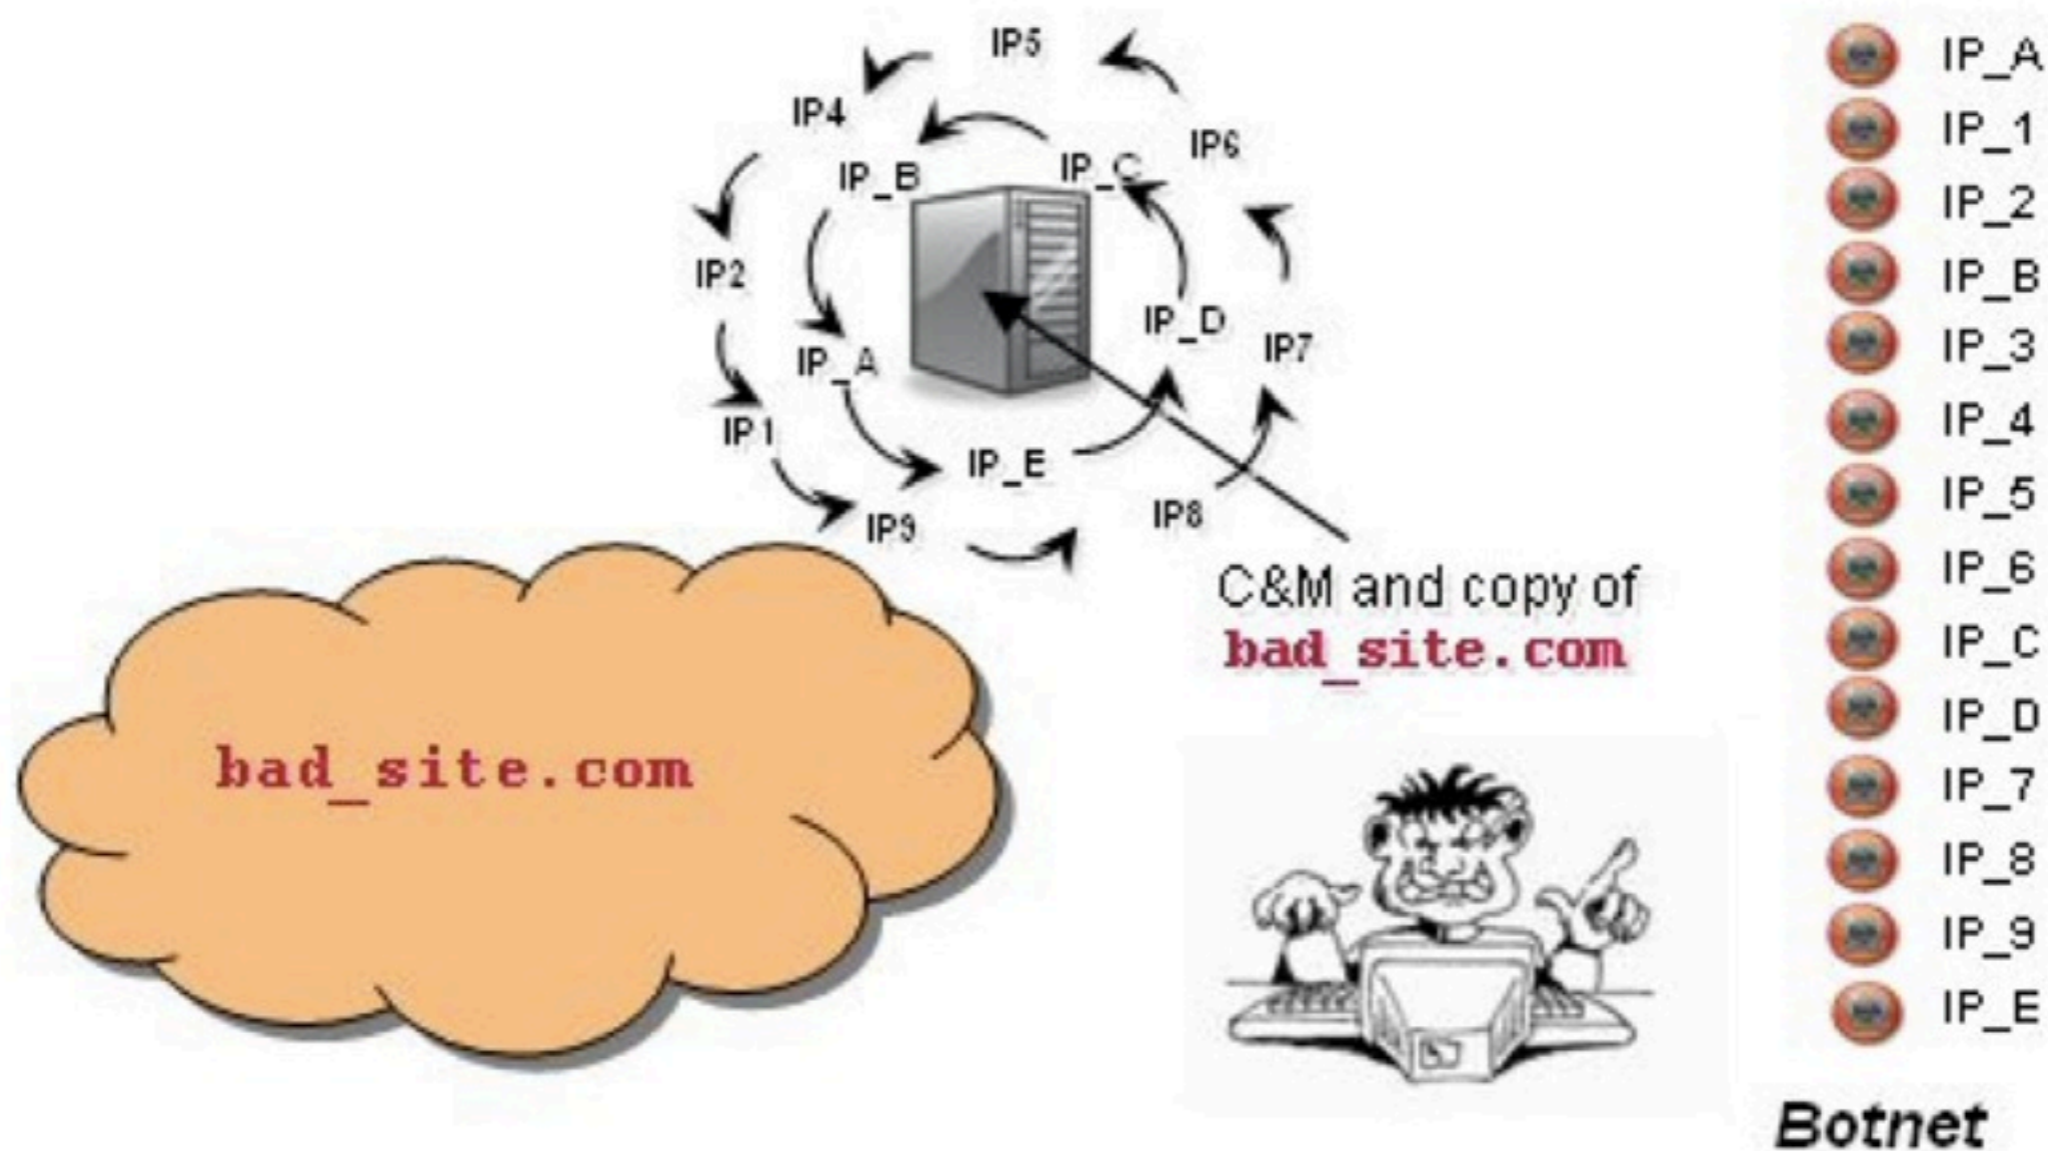 IP5
IP4
IP6
IP_B
IP_C
IP2
IP_D
IP7
IP_A
IP1
IP_E
IP9
IP8
C&M and copy of
bad_site.com
bad_site.com
IP_A
IP_1
IP_2
IP_B
IP_3
IP_4
IP_5
IP_6
IP_C
IP_D
IP_7
IP_8
IP_9
IP_E
Botnet